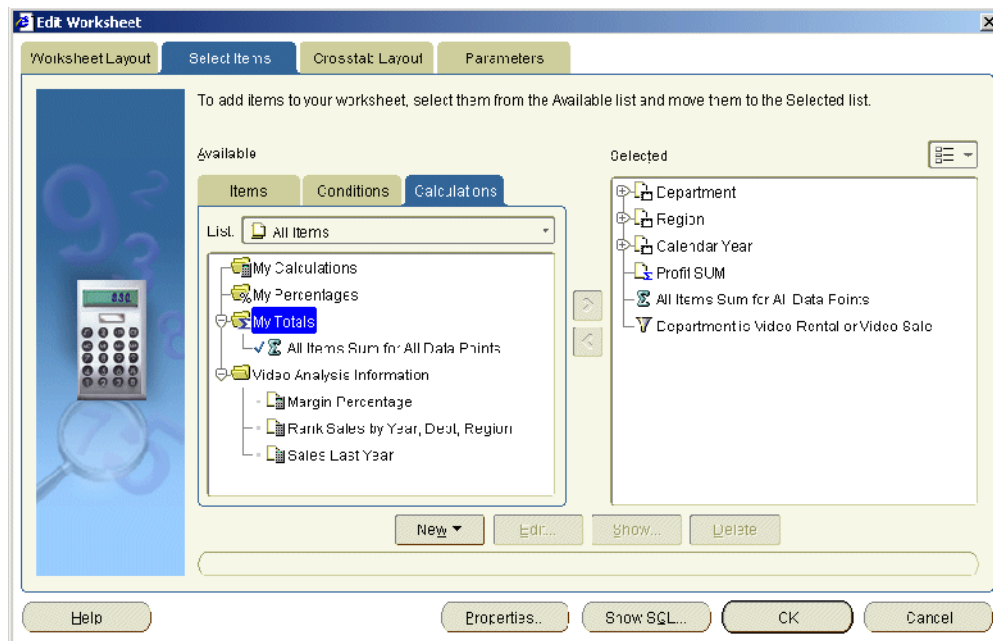 Edit Worksheet
Worksheet Layout Select Items Crosstab Layout Parameters
To add items to your worksheet, select them from the Available list and move them to the Selected list.
Available
Selected
Items Conditions Calculations
List: All Items
My Calculations
My Percentages
My Totals
All Items Sum for All Data Points
Video Analysis Information
Margin Percentage
Rank Sales by Year, Dept, Region
Sales Last Year
Department
Region
Calendar Year
Profit SUM
All Items Sum for All Data Points
Department is Video Rental or Video Sale
New Edit... Show... Delete
Help Properties.. Show SQL... OK Cancel